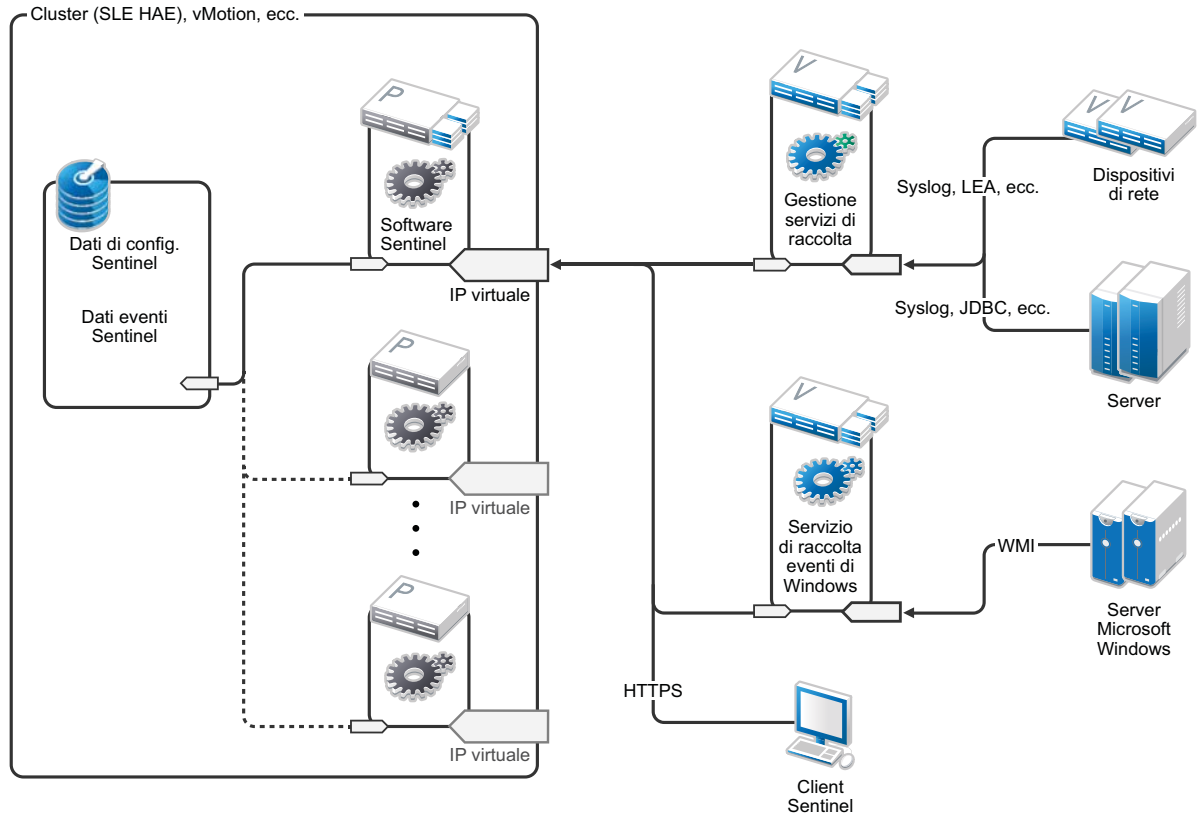 Cluster (SLE HAE), vMotion, ecc.
P
Software
Sentinel
IP virtuale
Dati di config.
Sentinel
Dati eventi
Sentinel
P
IP virtuale
P
IP virtuale
V
Gestione
servizi di
raccolta
Syslog, LEA, ecc.
V
V
Dispositivi
di rete
Syslog, JDBC, ecc.
Server
V
Servizio
di raccolta
eventi di
Windows
WMI
Server
Microsoft
Windows
HTTPS
Client
Sentinel